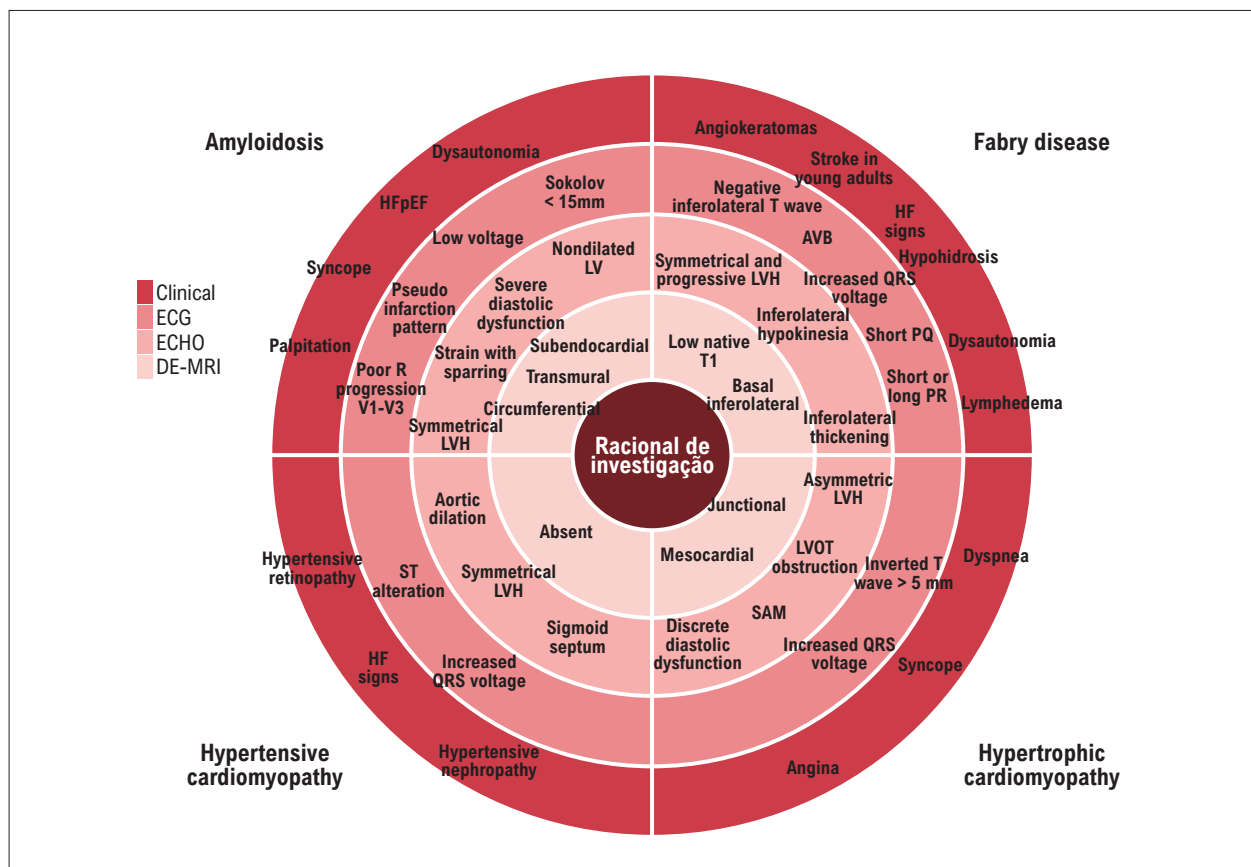 Amyloidosis
Fabry disease
Clinical
ECG
ECHO
DE-MRI
Dysautonomia
HFpEF
Syncope
Palpitation
Sokolov
< 15mm
Low voltage
Pseudo
infarction
pattern
Poor R
progression
V1-V3
Nondilated
LV
Severe
diastolic
dysfunction
Strain with
sparring
Symmetrical
LVH
Subendocardial
Transmural
Circumferential
Angiokeratomas
Stroke in
young adults
HF
signs
Hypohidrosis
Dysautonomia
Lymphedema
Negative
inferolateral T wave
AVB
Increased QRS
voltage
Short PQ
Short or
long PR
Symmetrical and
progressive LVH
Inferolateral
hypokinesia
Inferolateral
thickening
Low native
T1
Basal
inferolateral
Racional de
investigação
Hypertensive
retinopathy
HF
signs
Hypertensive
nephropathy
ST
alteration
Increased
QRS voltage
Aortic
dilation
Symmetrical
LVH
Sigmoid
septum
Absent
Junctional
Mesocardial
Asymmetric
LVH
LVOT
obstruction
SAM
Discrete
diastolic
dysfunction
Inverted T
wave > 5 mm
Increased QRS
voltage
Dyspnea
Syncope
Angina
Hypertensive
cardiomyopathy
Hypertrophic
cardiomyopathy